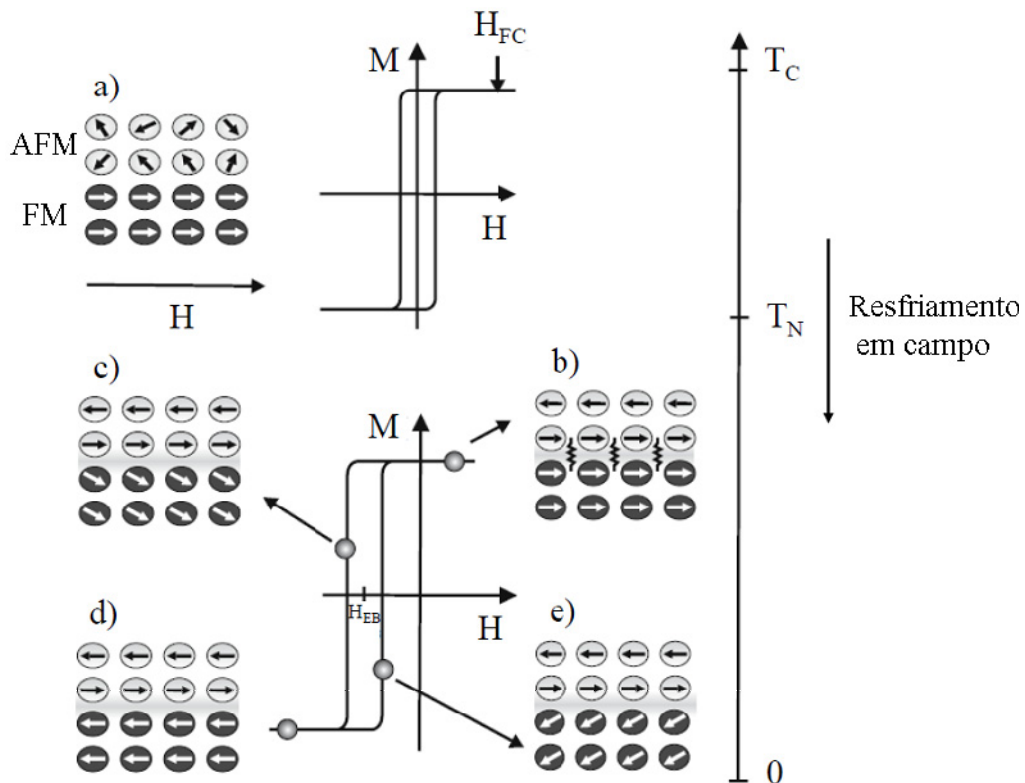 H_FC
M
T_C
a)
AFM
FM
H
H
T_N
Resfriamento
em campo
c)
b)
M
H_EB
H
d)
e)
0